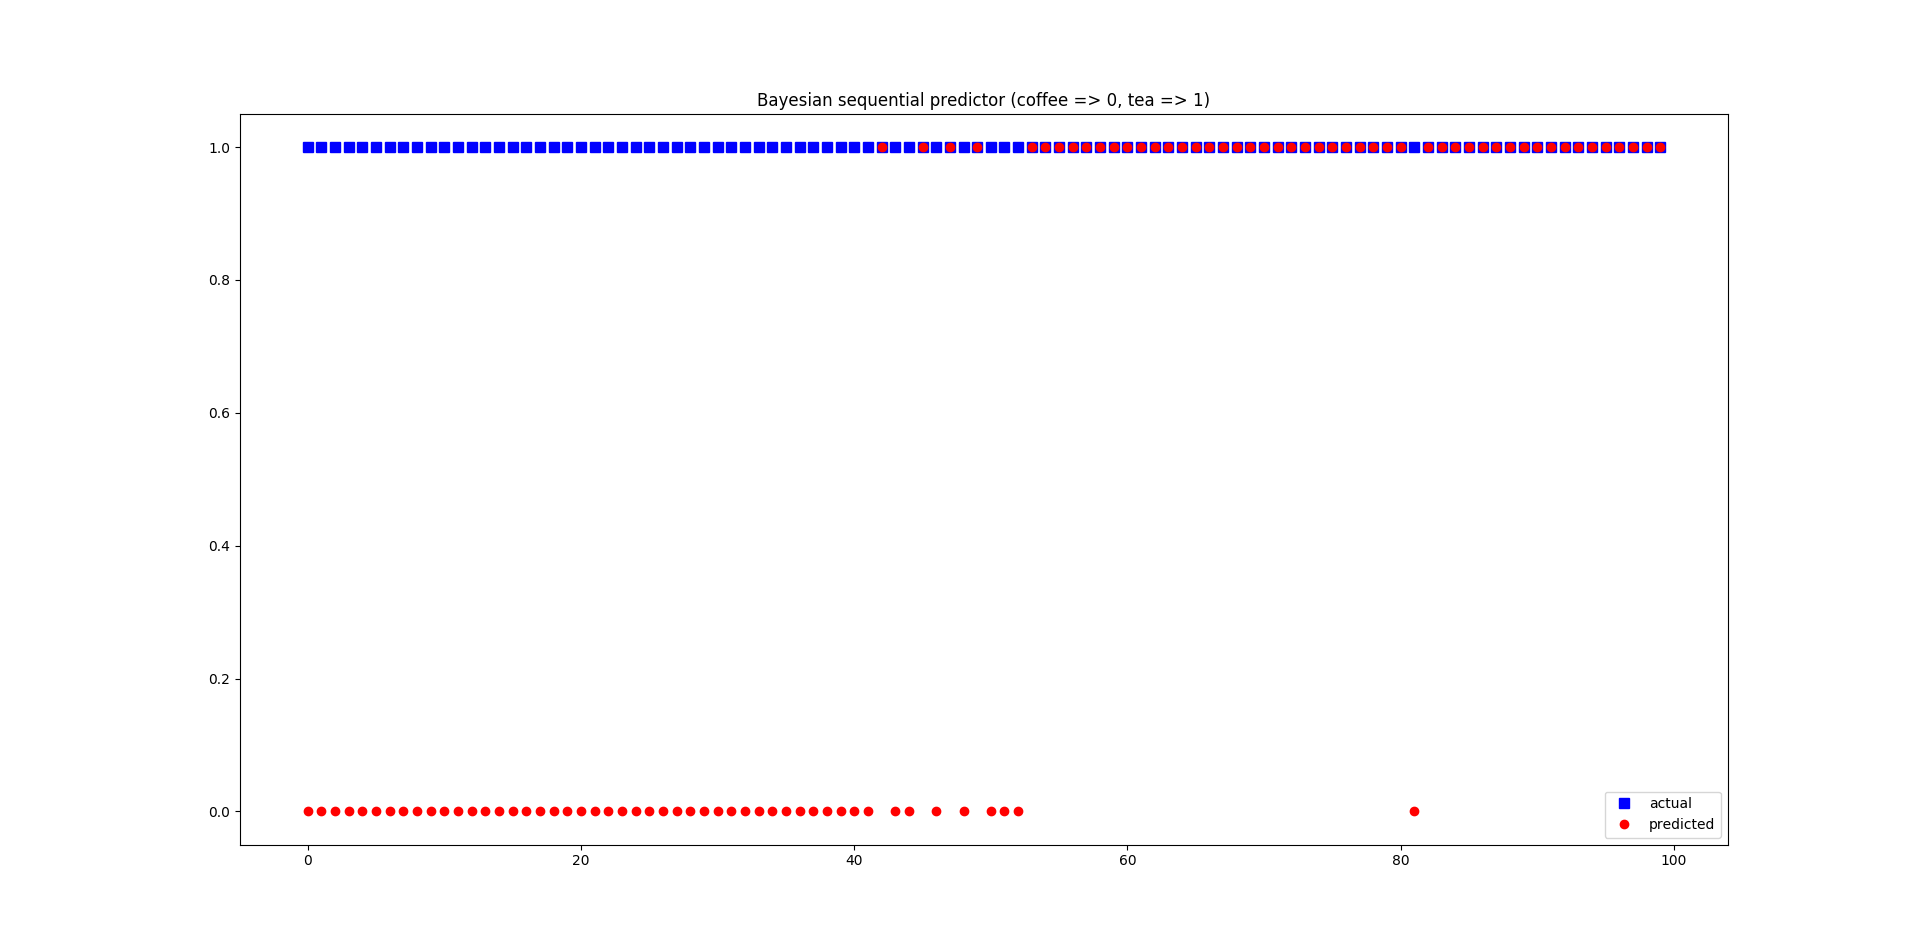 Bayesian sequential predictor (coffee => 0, tea => 1)
1.0
0.8
0.6
0.4
0.2
0.0
actual
predicted
0 20 40 60 80 100